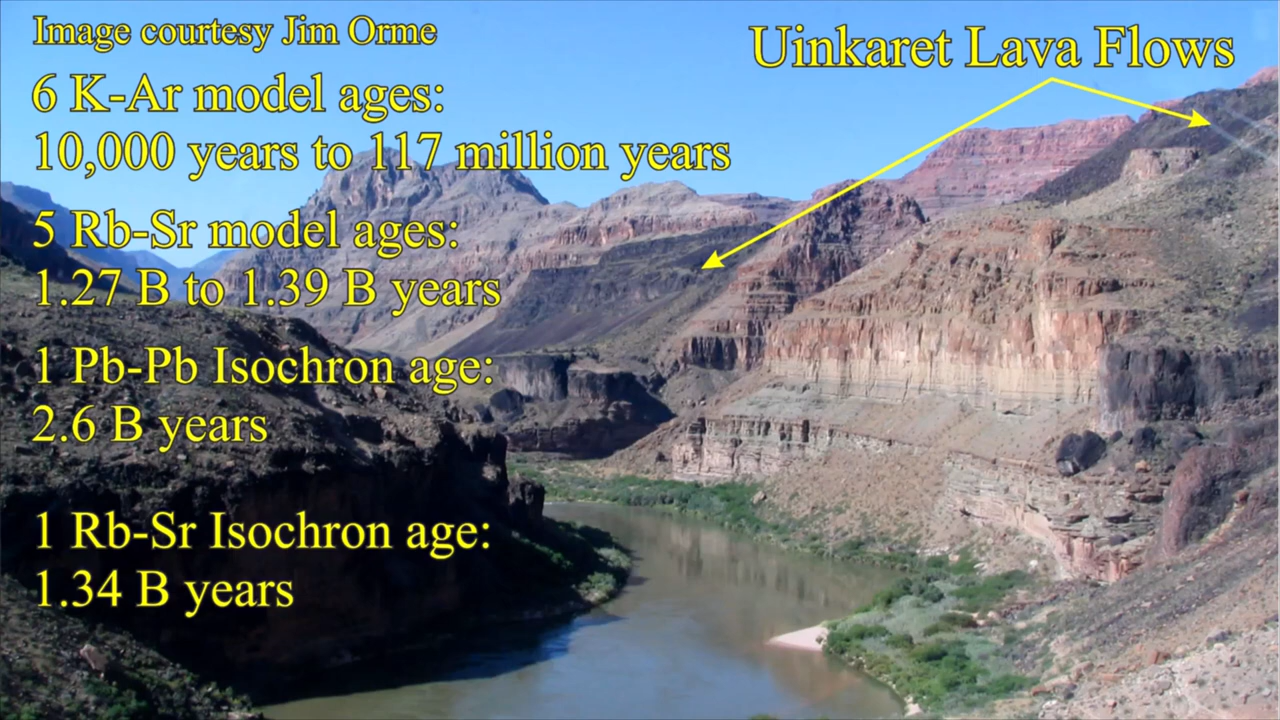 Image courtesy Jim Orme
Uinkaret Lava Flows
6 K-Ar model ages:
10,000 years to 117 million years
5 Rb-Sr model ages:
1.27 B to 1.39 B years
1 Pb-Pb Isochron age:
2.6 B years
1 Rb-Sr Isochron age:
1.34 B years